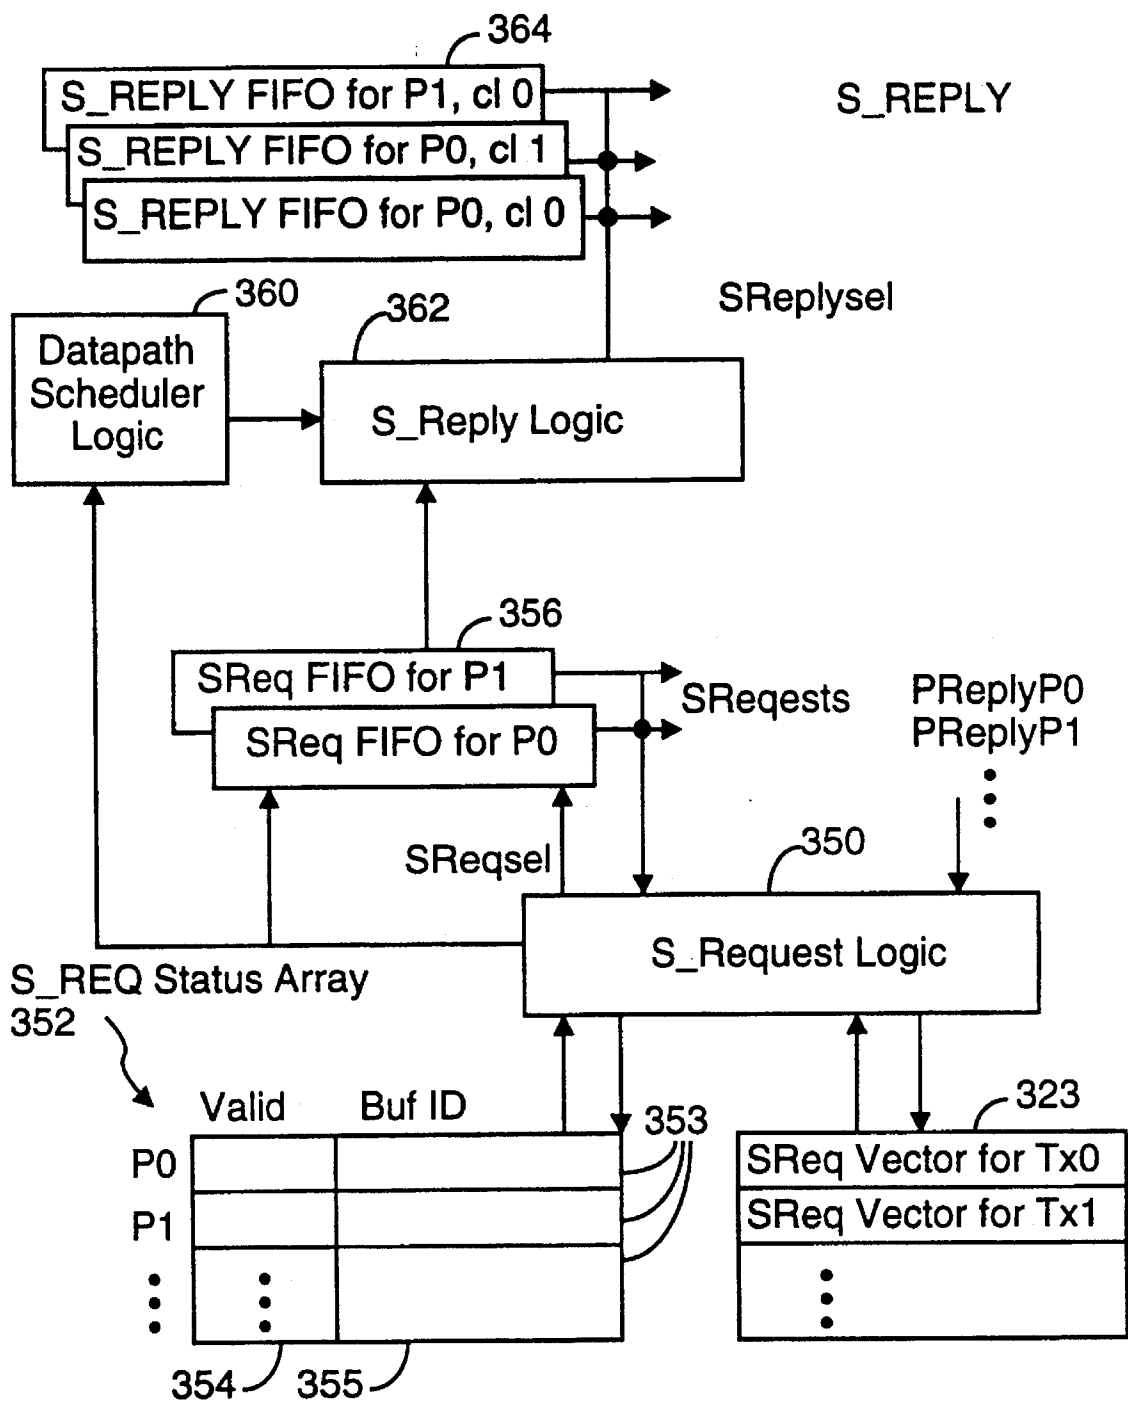 364
S_REPLY FIFO for P1, cl 0
S_REPLY
S_REPLY FIFO for P0, cl 1
S_REPLY FIFO for P0, cl 0
360
362
SReplysel
Datapath
Scheduler
Logic
S_Reply Logic
356
SReq FIFO for P1
SReqests
PReplyP0
PReplyP1
SReq FIFO for P0
SReqsel
350
S_Request Logic
S_REQ Status Array
352
Valid
Buf ID
353
323
P0
SReq Vector for Tx0
P1
SReq Vector for Tx1
354
355